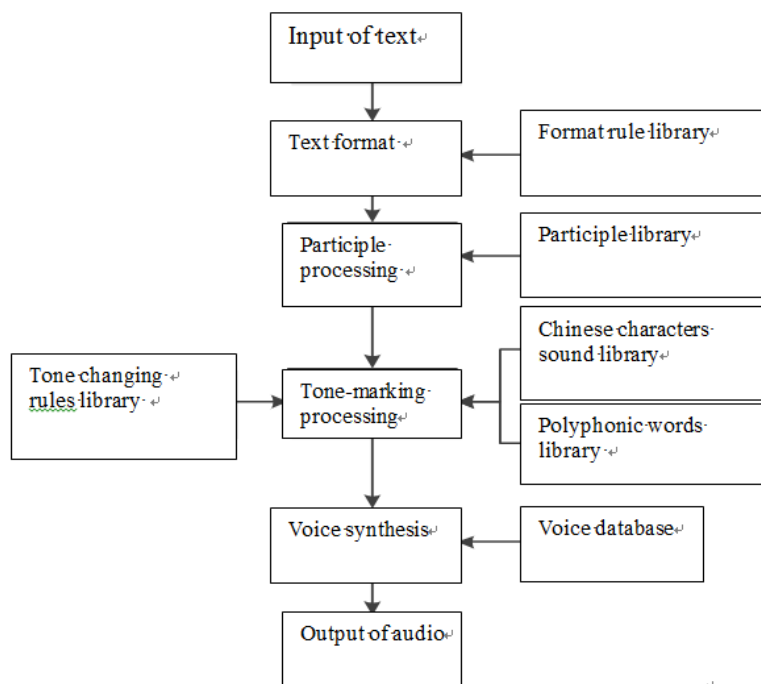 Input of text
Text format
Format rule library
Participle
processing
Participle library
Chinese characters
sound library
Tone changing
rules library
Tone-marking
processing
Polyphonic words
library
Voice synthesis
Voice database
Output of audio